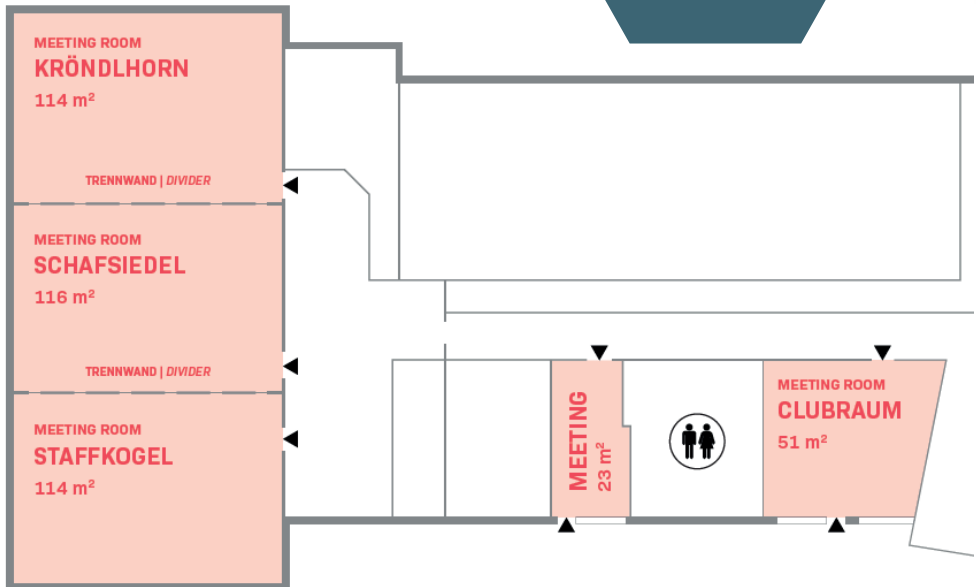 MEETING ROOM
KRÖNDLHORN
114 m²
TRENNWAND | DIVIDER
MEETING ROOM
SCHAFSIEDEL
116 m²
TRENNWAND | DIVIDER
MEETING ROOM
STAFFKOGEL
114 m²
MEETING
23 m²
MEETING ROOM
CLUBRAUM
51 m²